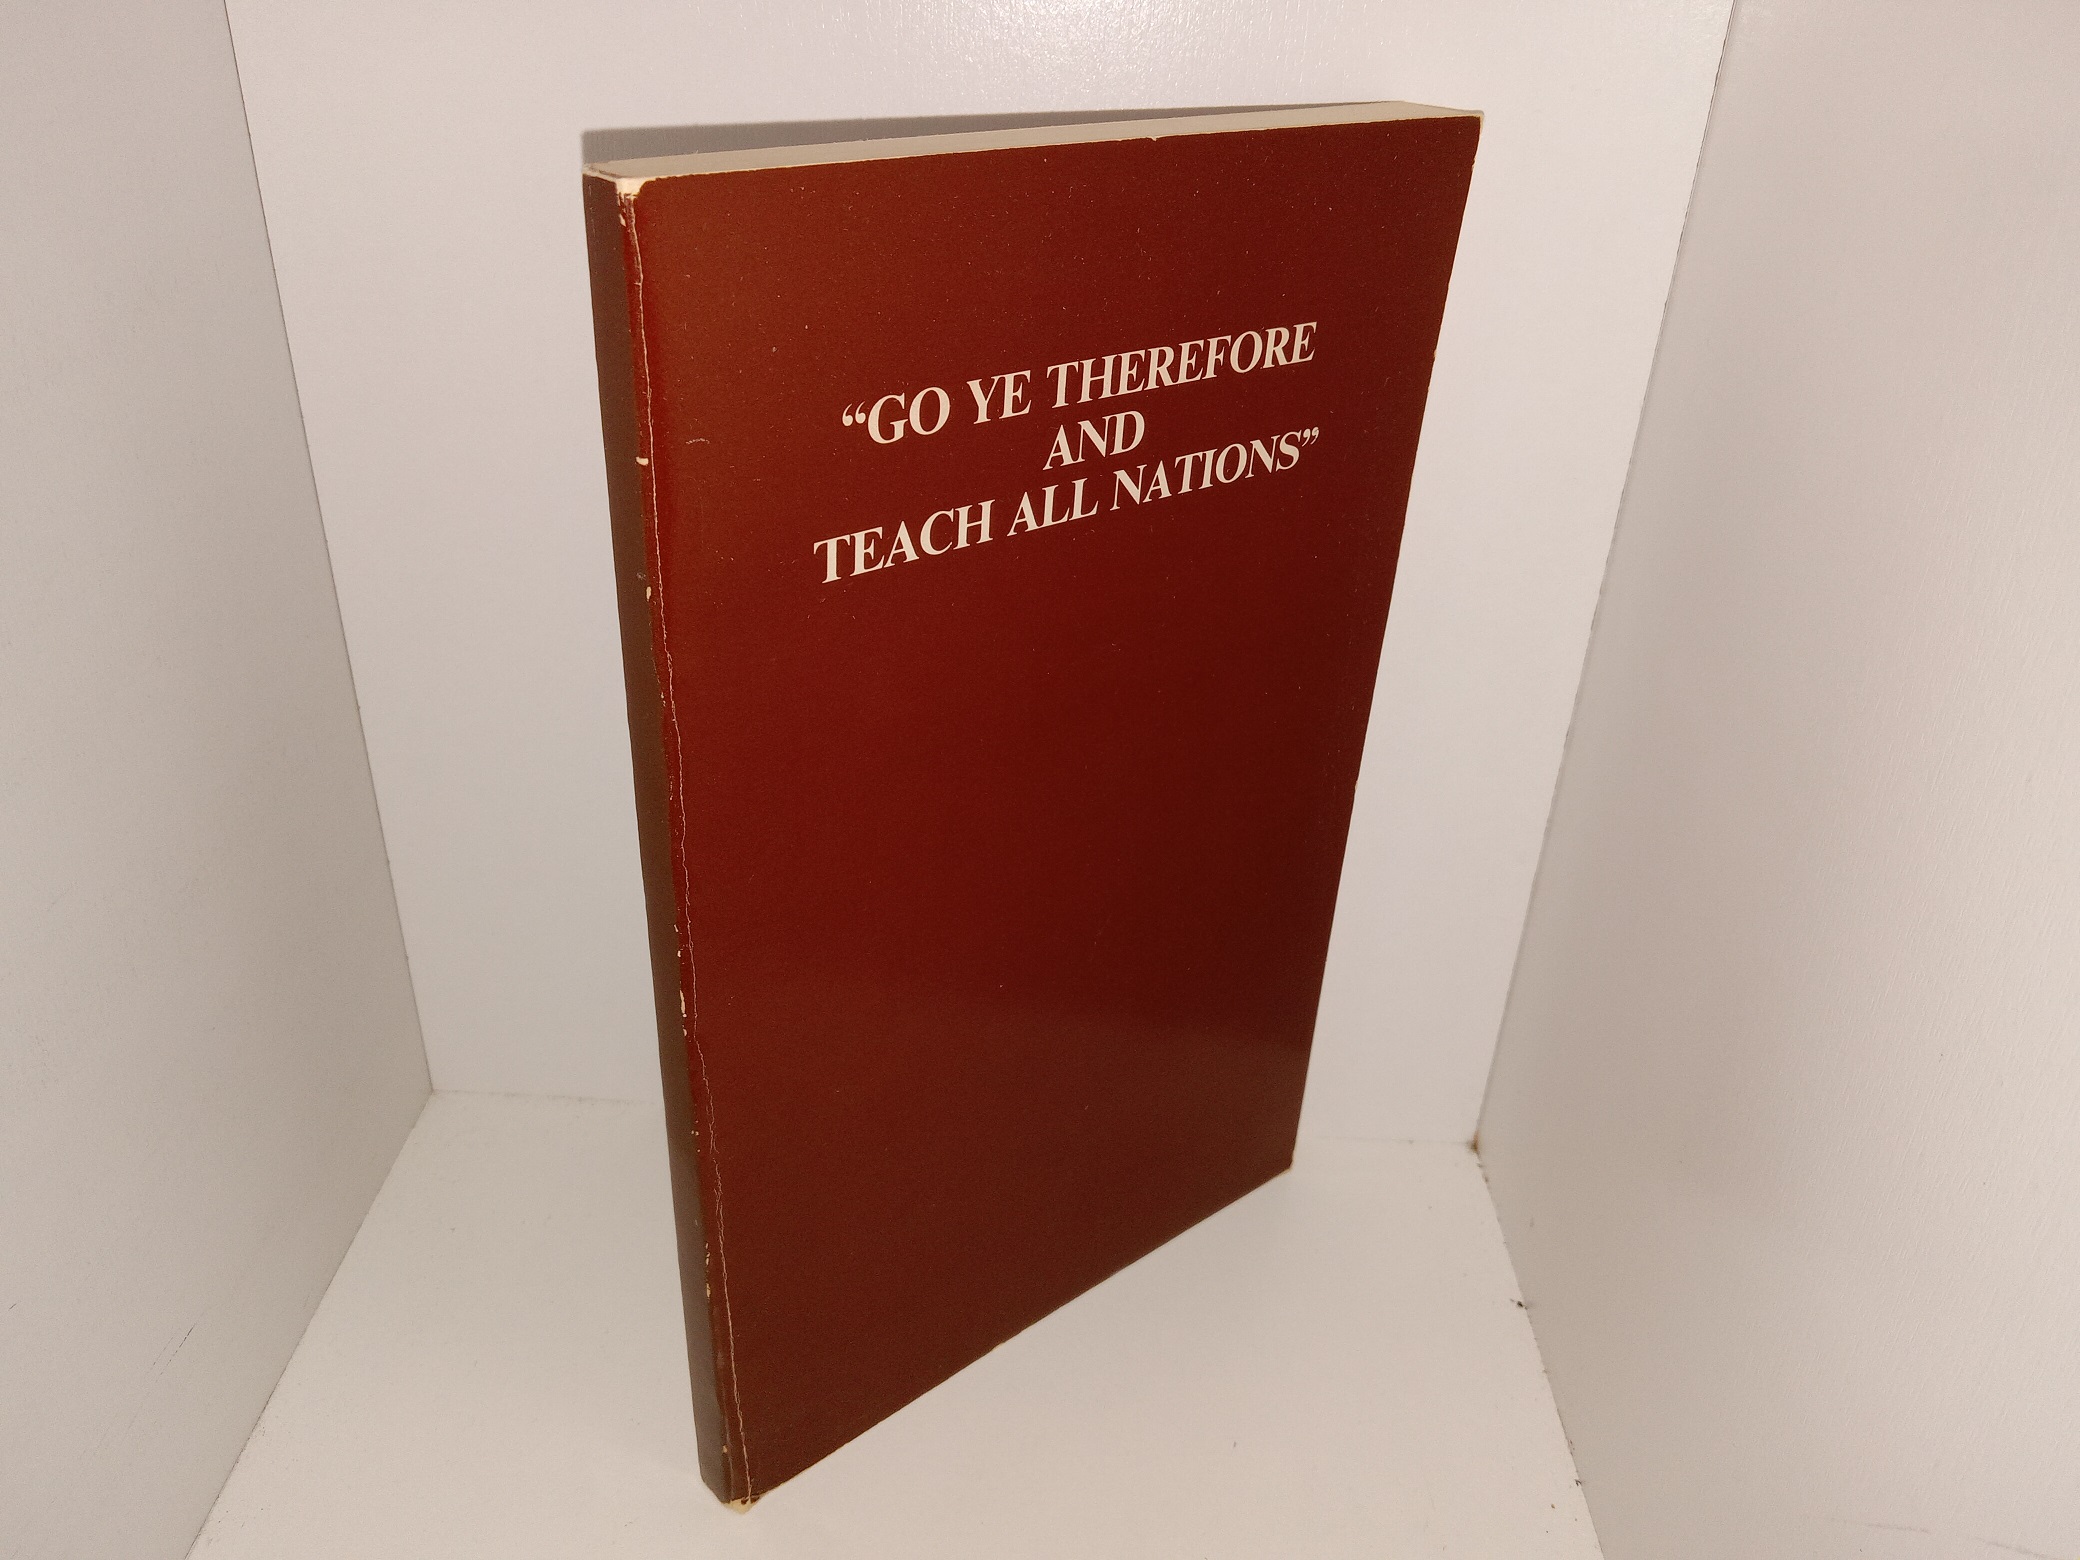 “GO YE THEREFORE
AND
TEACH ALL NATIONS”